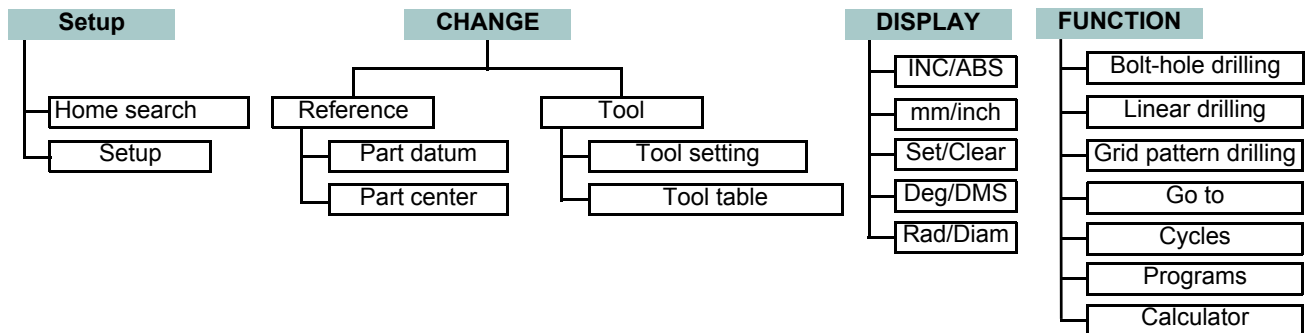 Setup
Home search
Setup
CHANGE
Reference
Part datum
Part center
Tool
Tool setting
Tool table
DISPLAY
INC/ABS
mm/inch
Set/Clear
Deg/DMS
Rad/Diam
FUNCTION
Bolt-hole drilling
Linear drilling
Grid pattern drilling
Go to
Cycles
Programs
Calculator